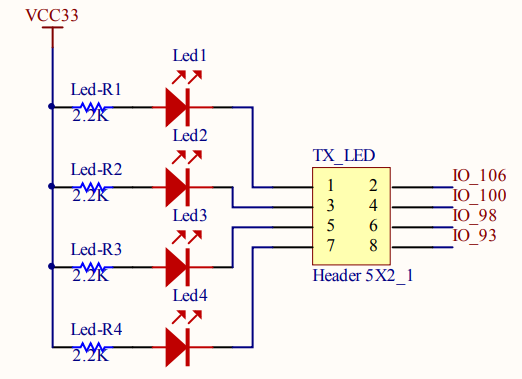 VCC33
Led1
Led-R1
2.2K
Led2
Led-R2
2.2K
TX_LED
1 2 IO_106
3 4 IO_100
5 6 IO_98
7 8 IO_93
Led3
Led-R3
2.2K
Header 5X2_1
Led4
Led-R4
2.2K